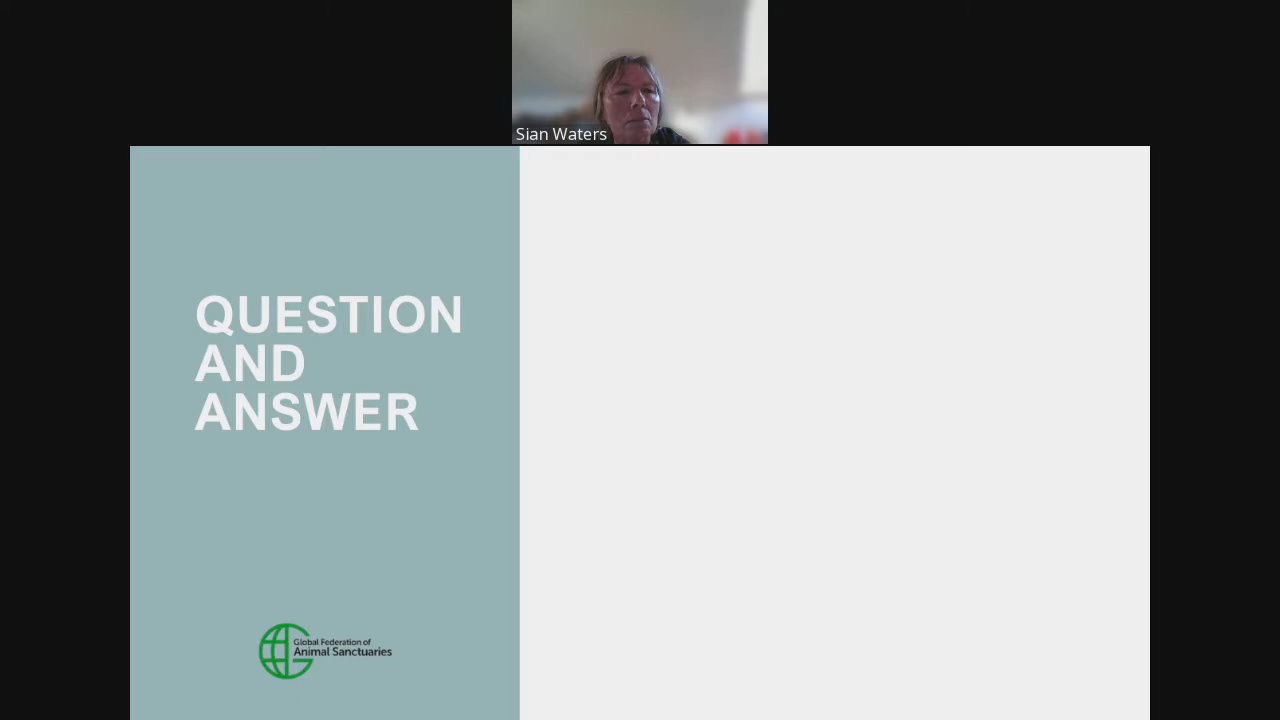 Sian Waters
QUESTION
AND
ANSWER
Global Federation of
Animal Sanctuaries